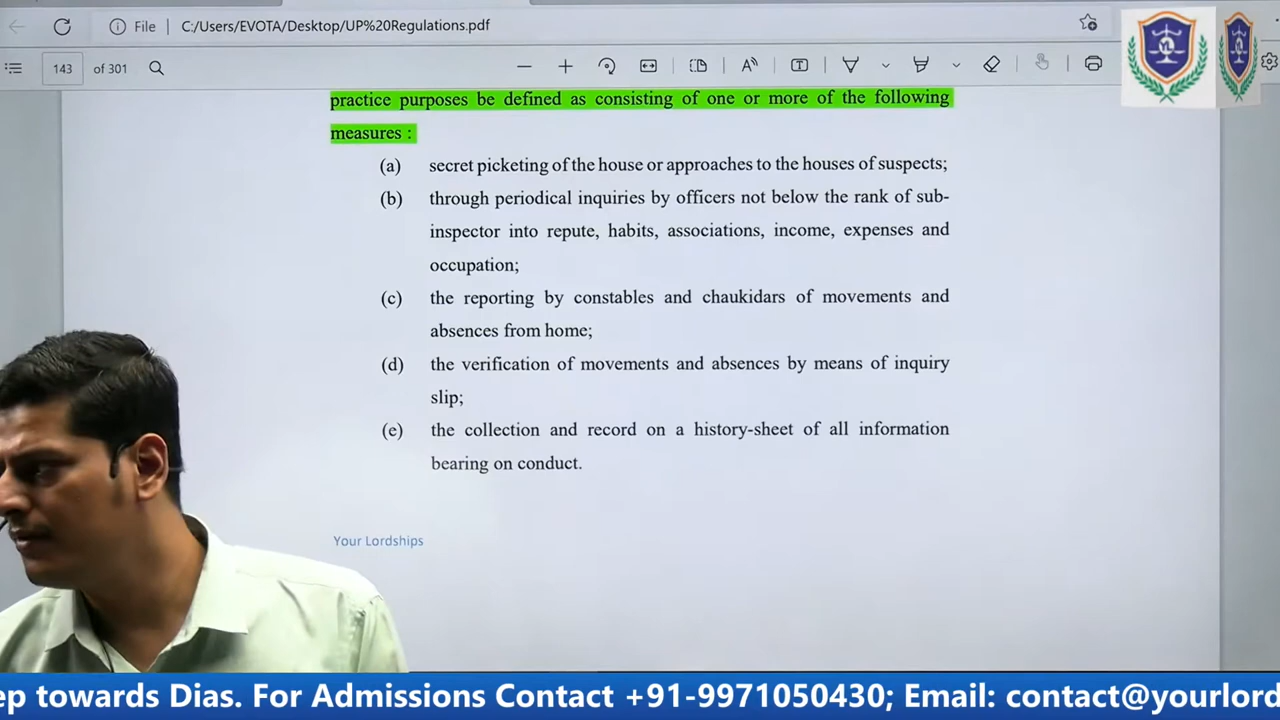 File | C:/Users/EVOTA/Desktop/UP%20Regulations.pdf
143 of 301
practice purposes be defined as consisting of one or more of the following
measures :
(a) secret picketing of the house or approaches to the houses of suspects;
(b) through periodical inquiries by officers not below the rank of sub-
inspector into repute, habits, associations, income, expenses and
occupation;
(c) the reporting by constables and chaukidars of movements and
absences from home;
(d) the verification of movements and absences by means of inquiry
slip;
(e) the collection and record on a history-sheet of all information
bearing on conduct.
Your Lordships
ep towards Dias. For Admissions Contact +91-9971050430; Email: contact@yourlord